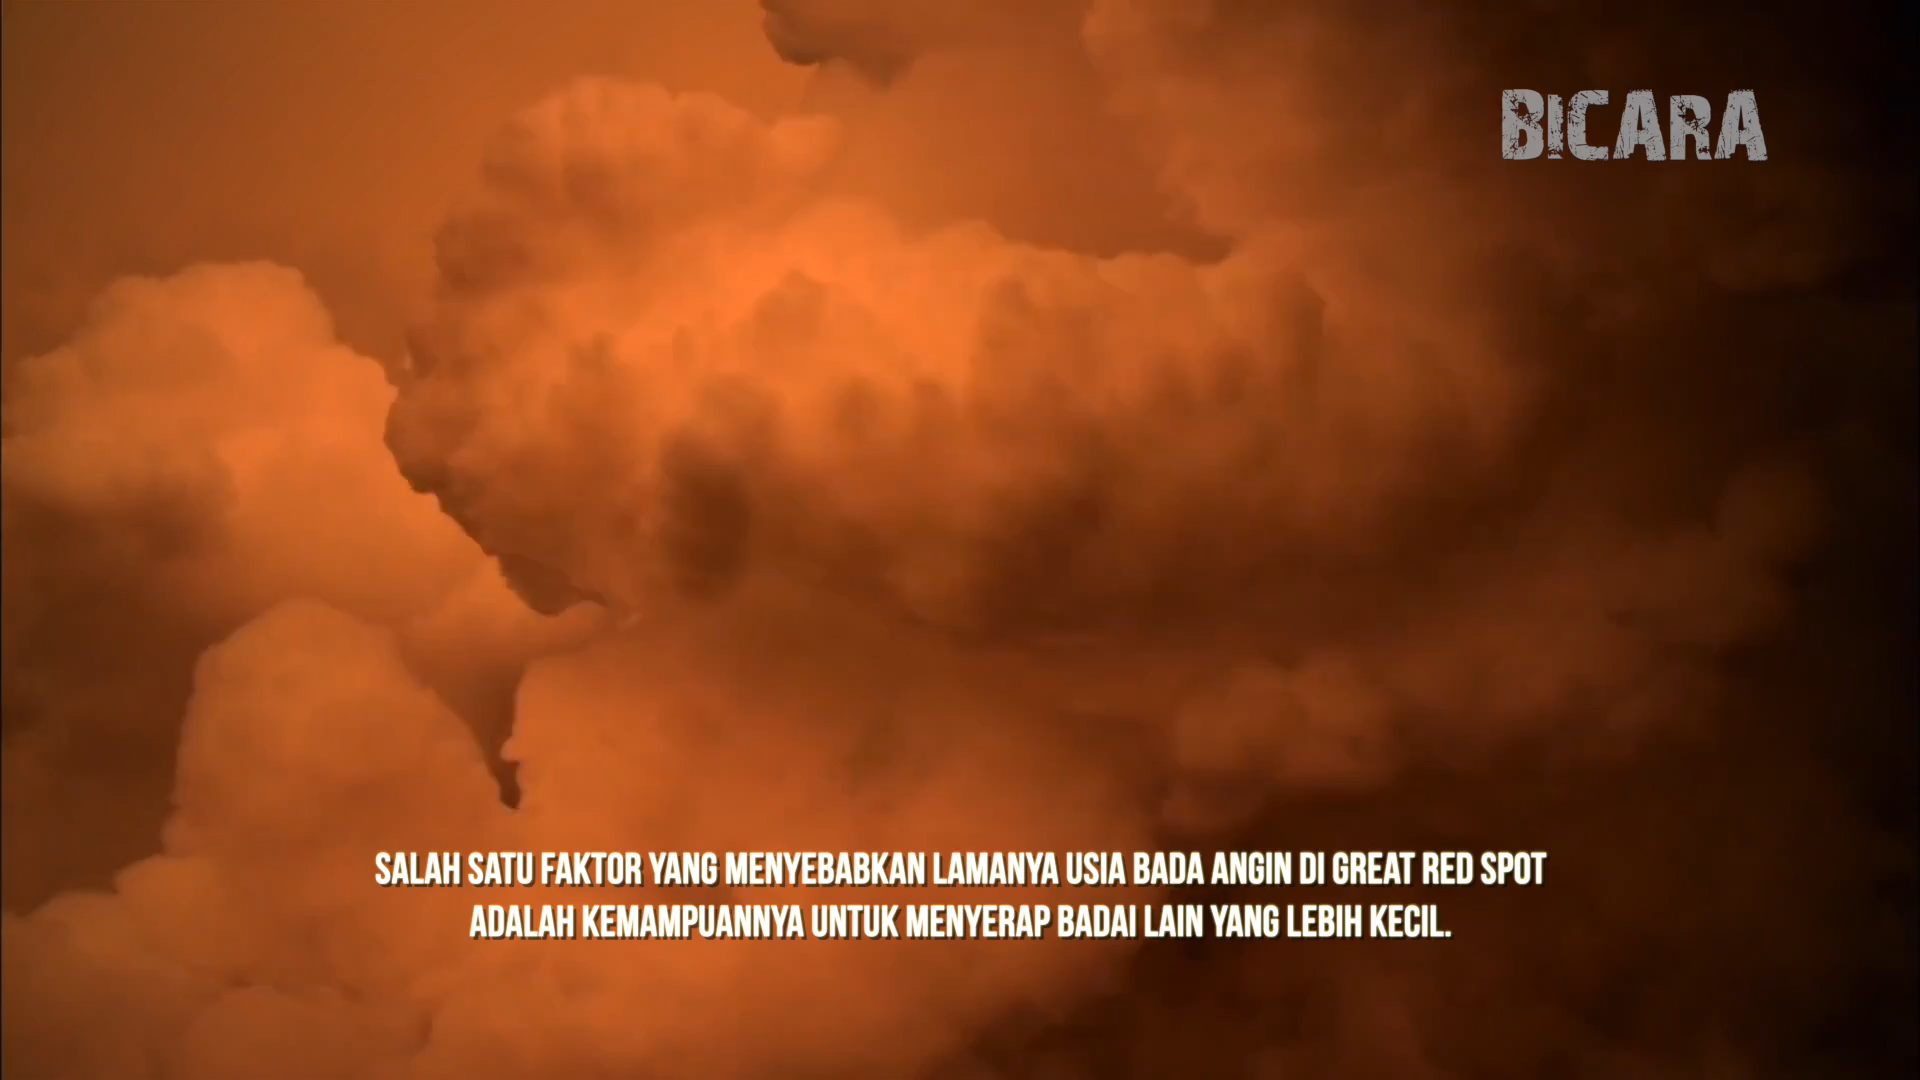 BICARA
SALAH SATU FAKTOR YANG MENYEBABKAN LAMANYA USIA BADA ANGIN DI GREAT RED SPOT
ADALAH KEMAMPUANNYA UNTUK MENYERAP BADAI LAIN YANG LEBIH KECIL.